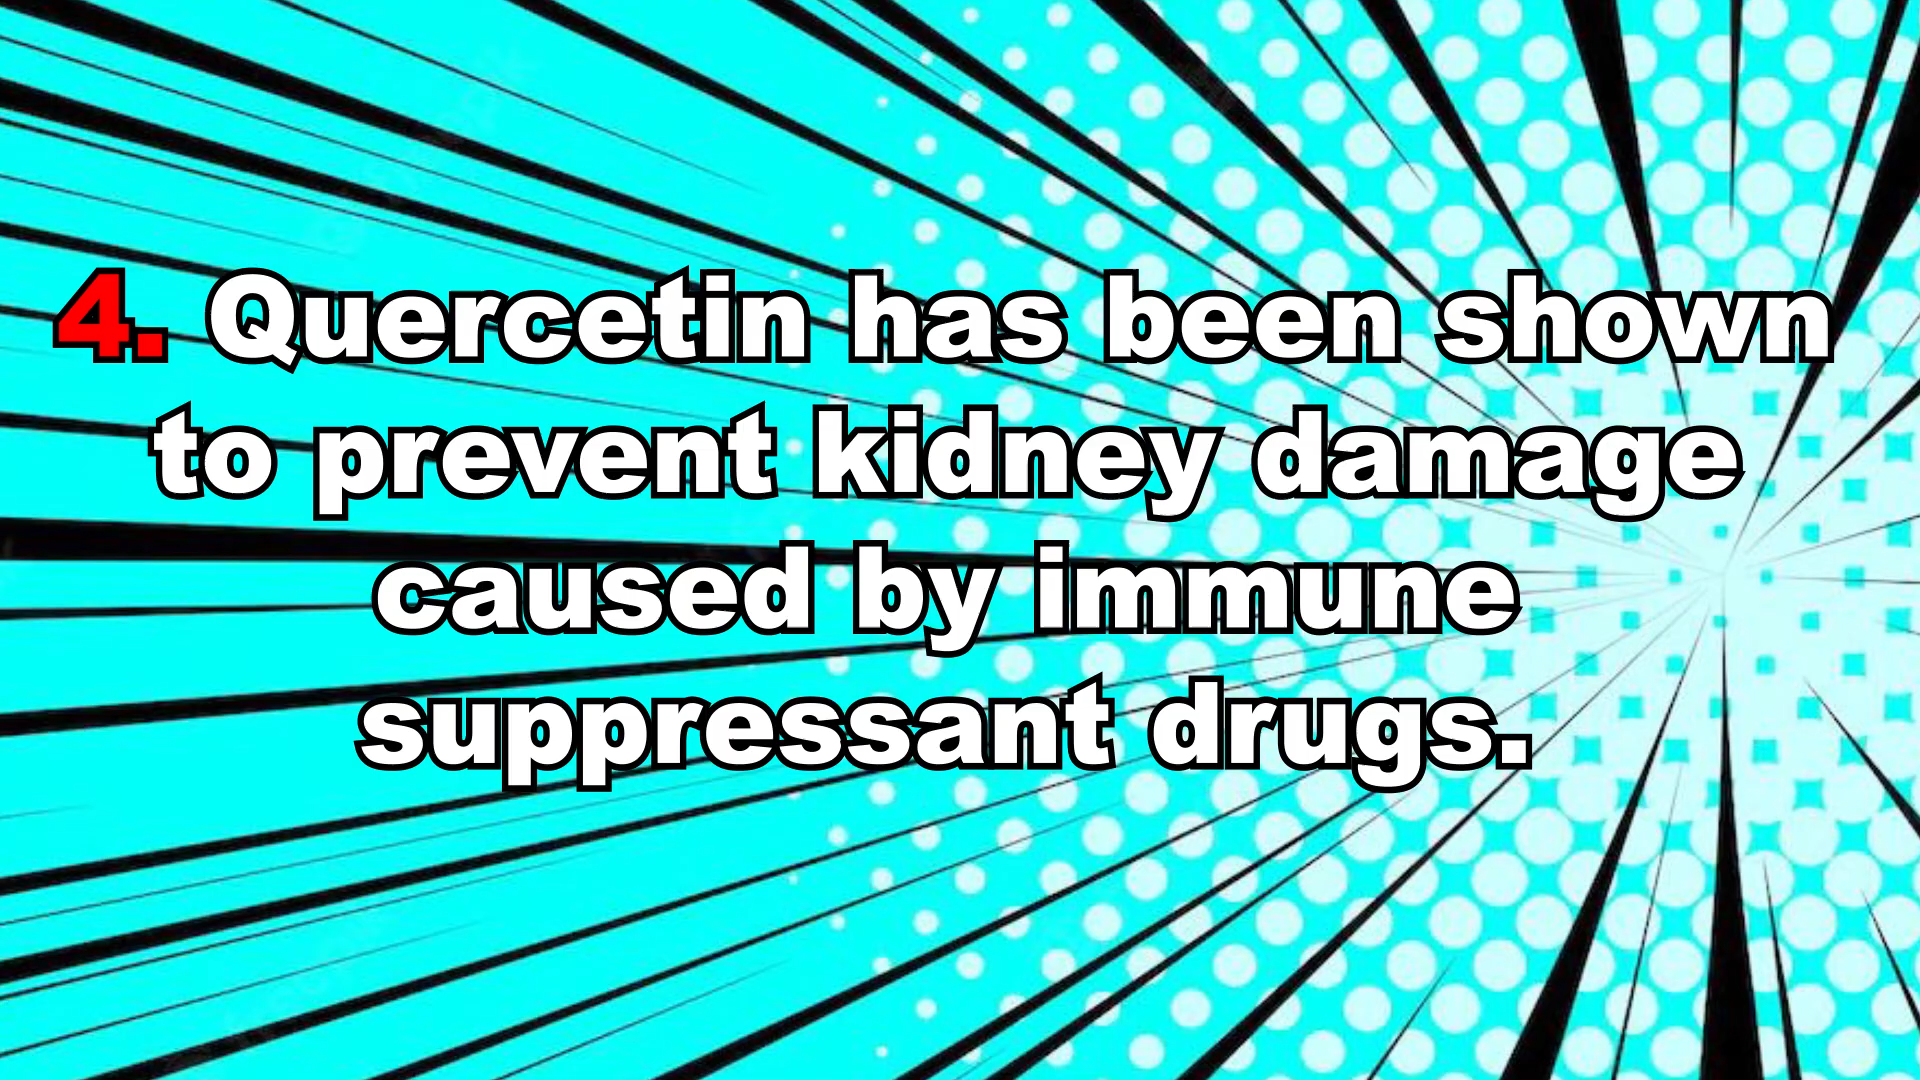 4. Quercetin has been shown
to prevent kidney damage
caused by immune
suppressant drugs.